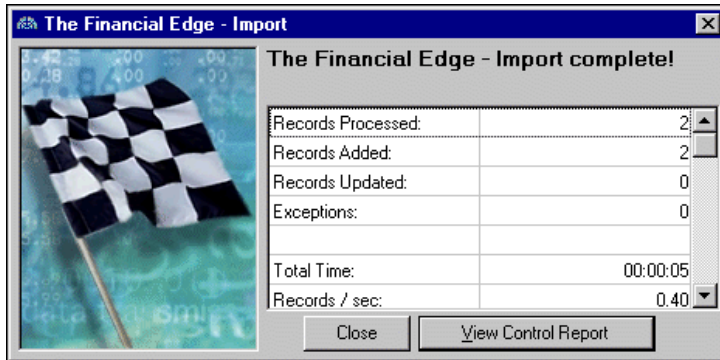 The Financial Edge - Import
The Financial Edge - Import complete!
Records Processed: 2
Records Added: 2
Records Updated: 0
Exceptions: 0
Total Time: 00:00:05
Records / sec: 0.40
Close View Control Report